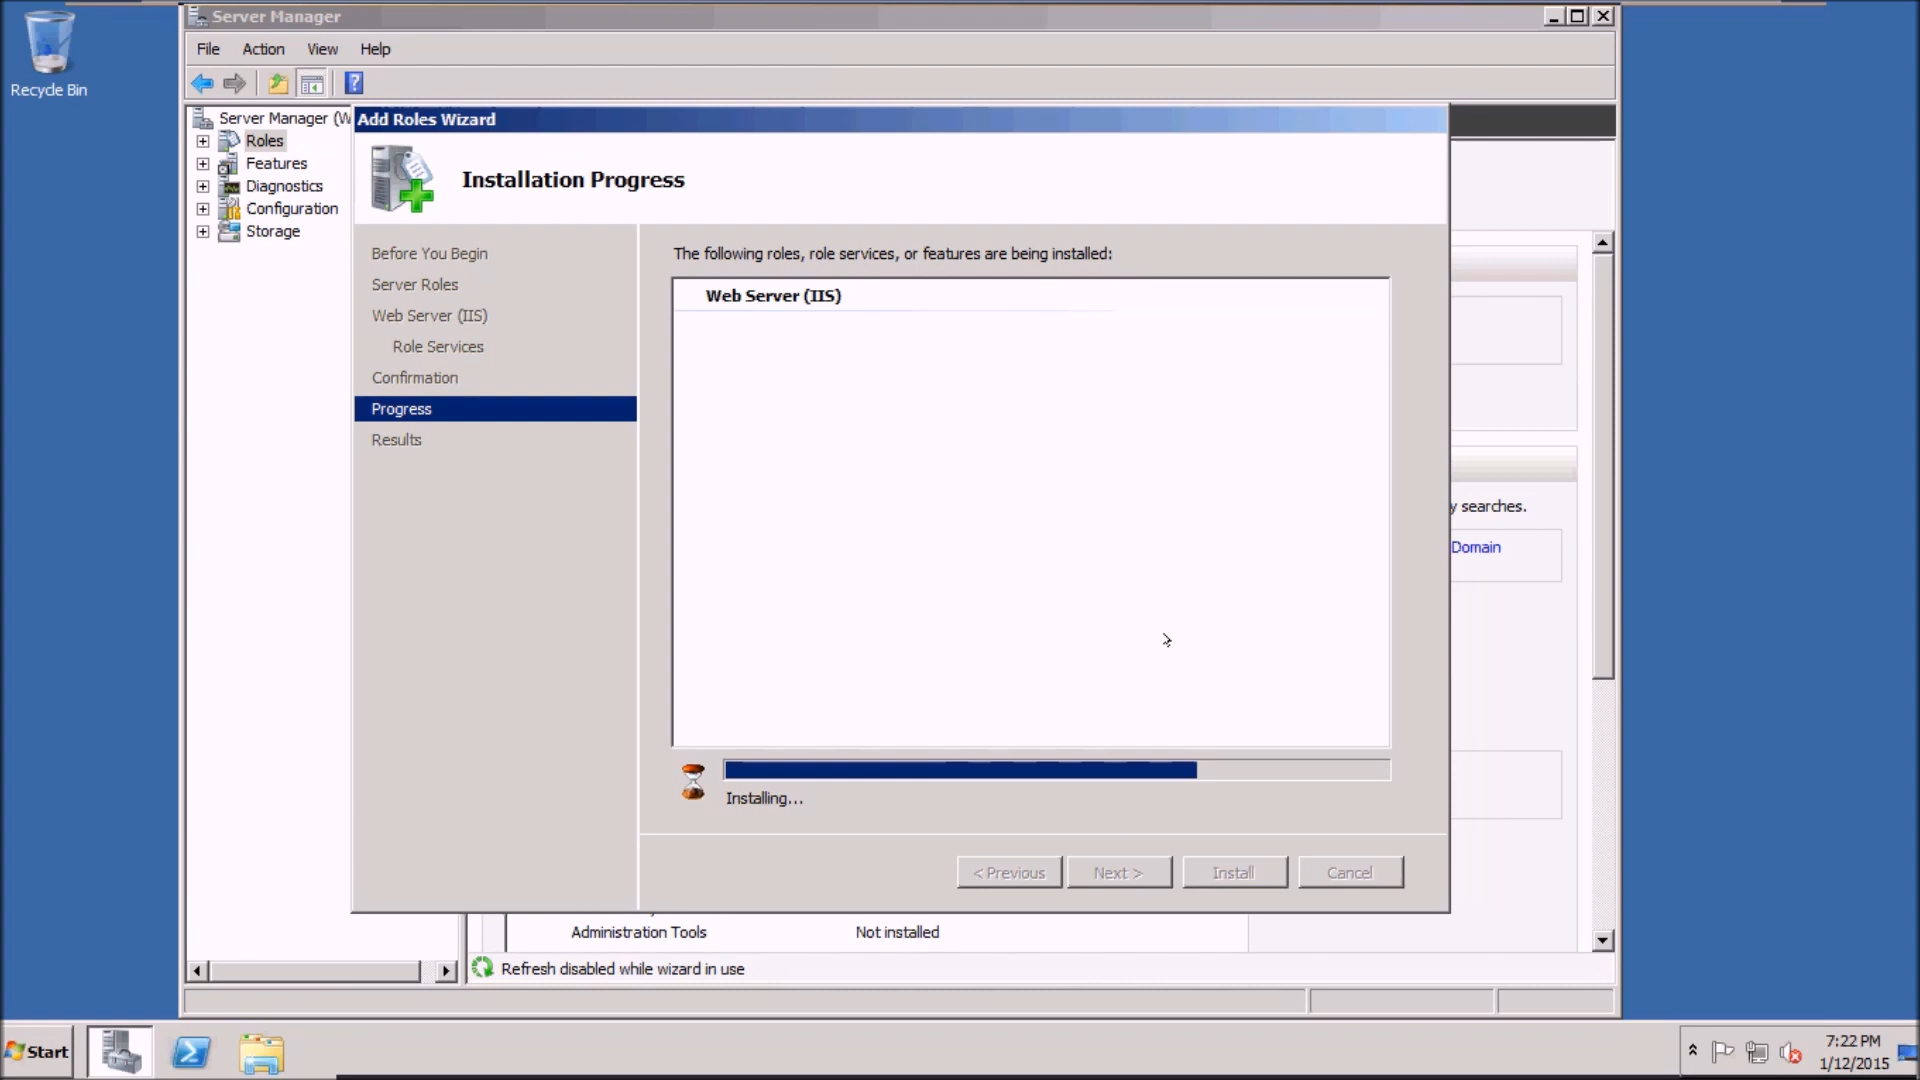 Recycle Bin
Server Manager
File Action View Help
Server Manager (W
Roles
Features
Diagnostics
Configuration
Storage
Add Roles Wizard
Installation Progress
Before You Begin
Server Roles
Web Server (IIS)
Role Services
Confirmation
Progress
Results
The following roles, role services, or features are being installed:
Web Server (IIS)
Installing...
< Previous Next > Install Cancel
y searches.
Domain
Administration Tools Not installed
Refresh disabled while wizard in use
Start
7:22 PM
1/12/2015